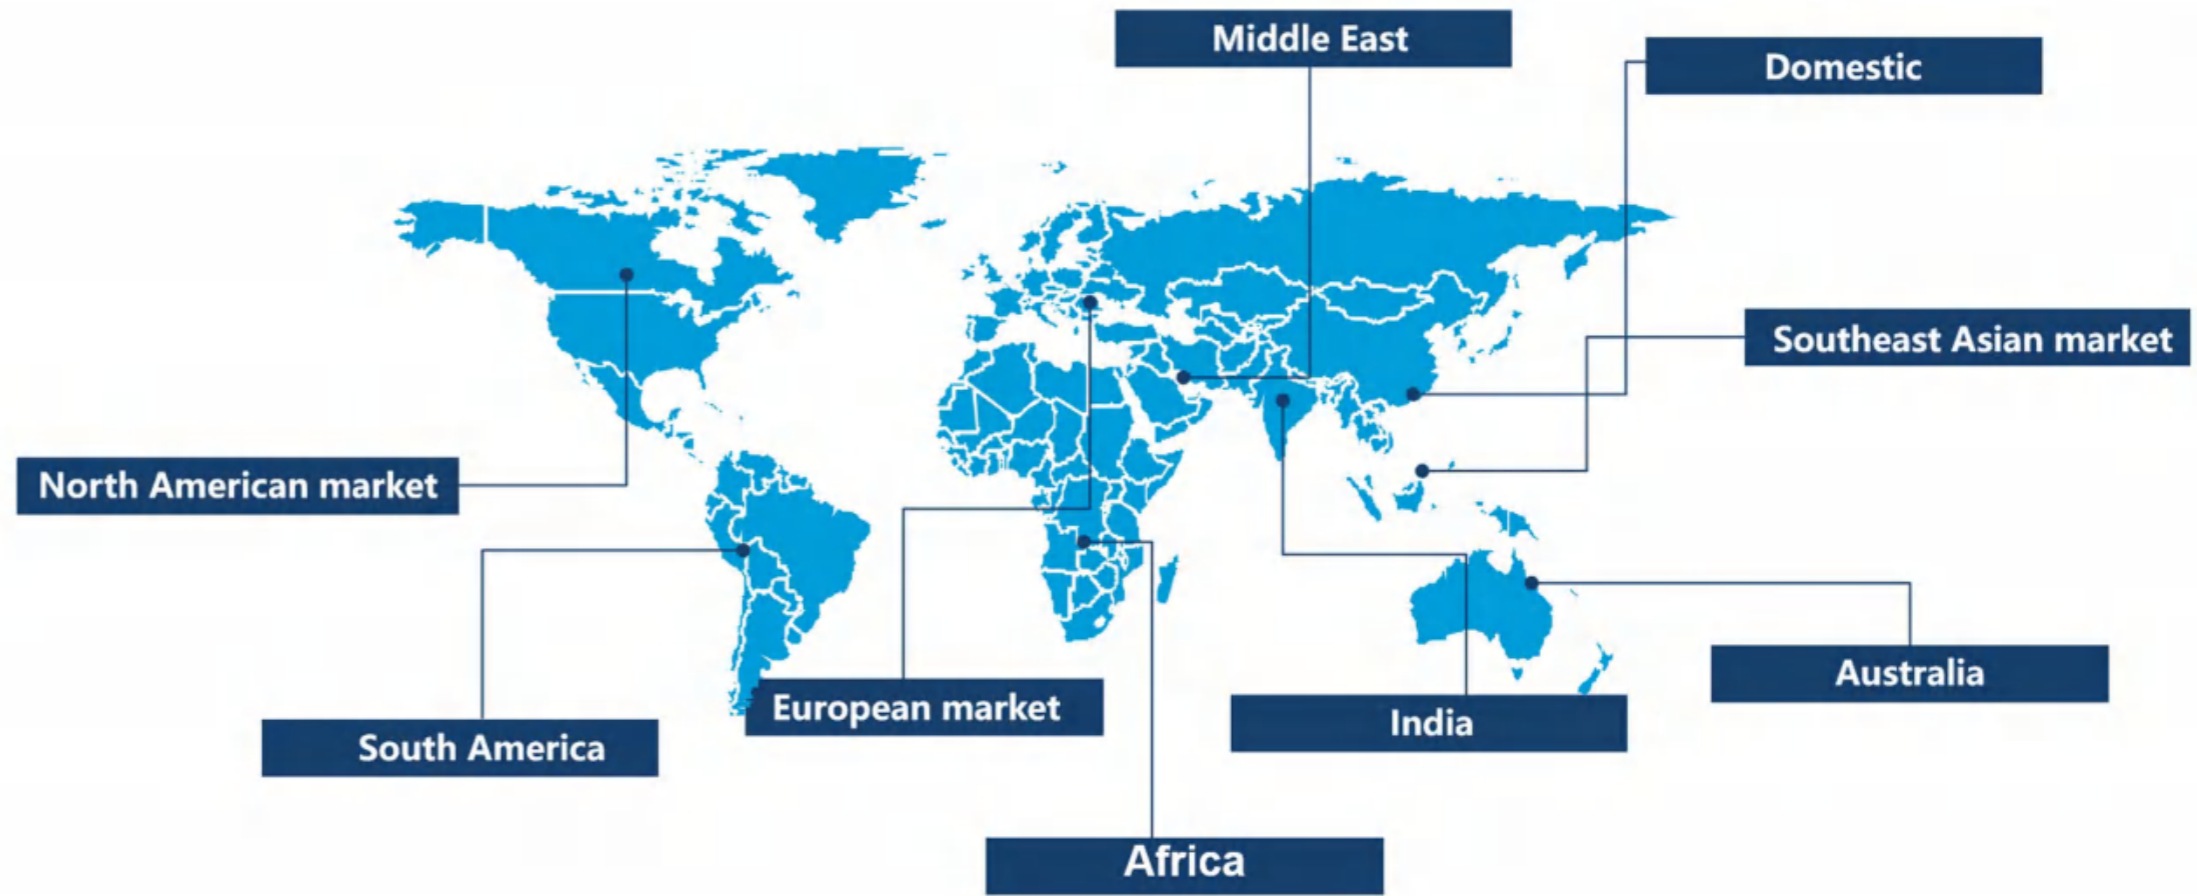 Middle East
Domestic
Southeast Asian market
North American market
Australia
European market
India
South America
Africa